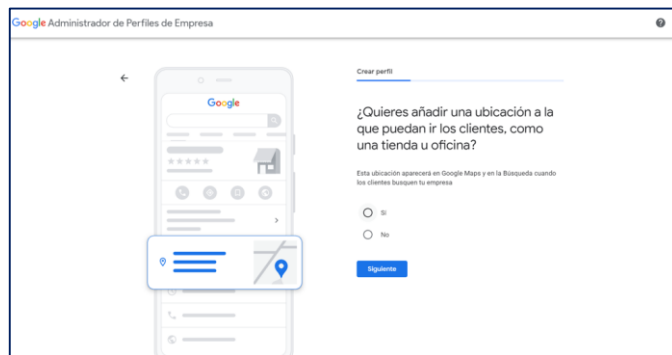 Google Administrador de Perfiles de Empresa
Crear perfil
Google
¿Quieres añadir una ubicación a la
que puedan ir los clientes, como
una tienda u oficina?
Esta ubicación aparecerá en Google Maps y en la Búsqueda cuando
los clientes busquen tu empresa
Sí
No
Siguiente